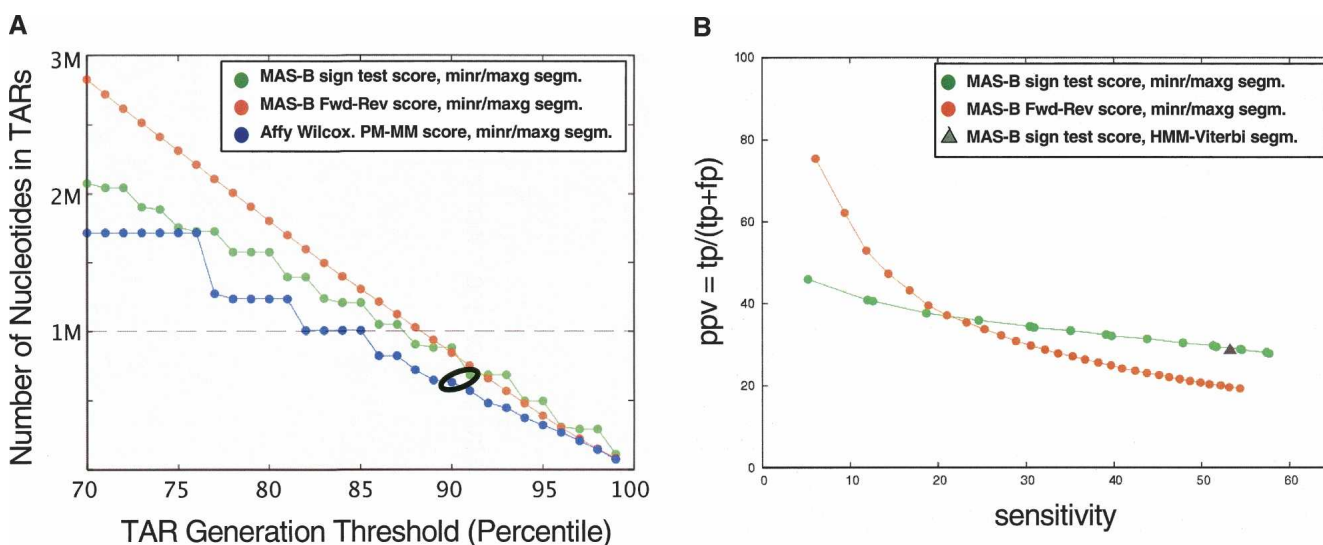 A
Number of Nucleotides in TARs
3M
2M
1M
MAS-B sign test score, minr/maxg segm.
MAS-B Fwd-Rev score, minr/maxg segm.
Affy Wilcox. PM-MM score, minr/maxg segm.
70 75 80 85 90 95 100
TAR Generation Threshold (Percentile)
B
ppv = tp/(tp+fp)
100
80
60
40
20
0
MAS-B sign test score, minr/maxg segm.
MAS-B Fwd-Rev score, minr/maxg segm.
MAS-B sign test score, HMM-Viterbi segm.
0 10 20 30 40 50 60
sensitivity